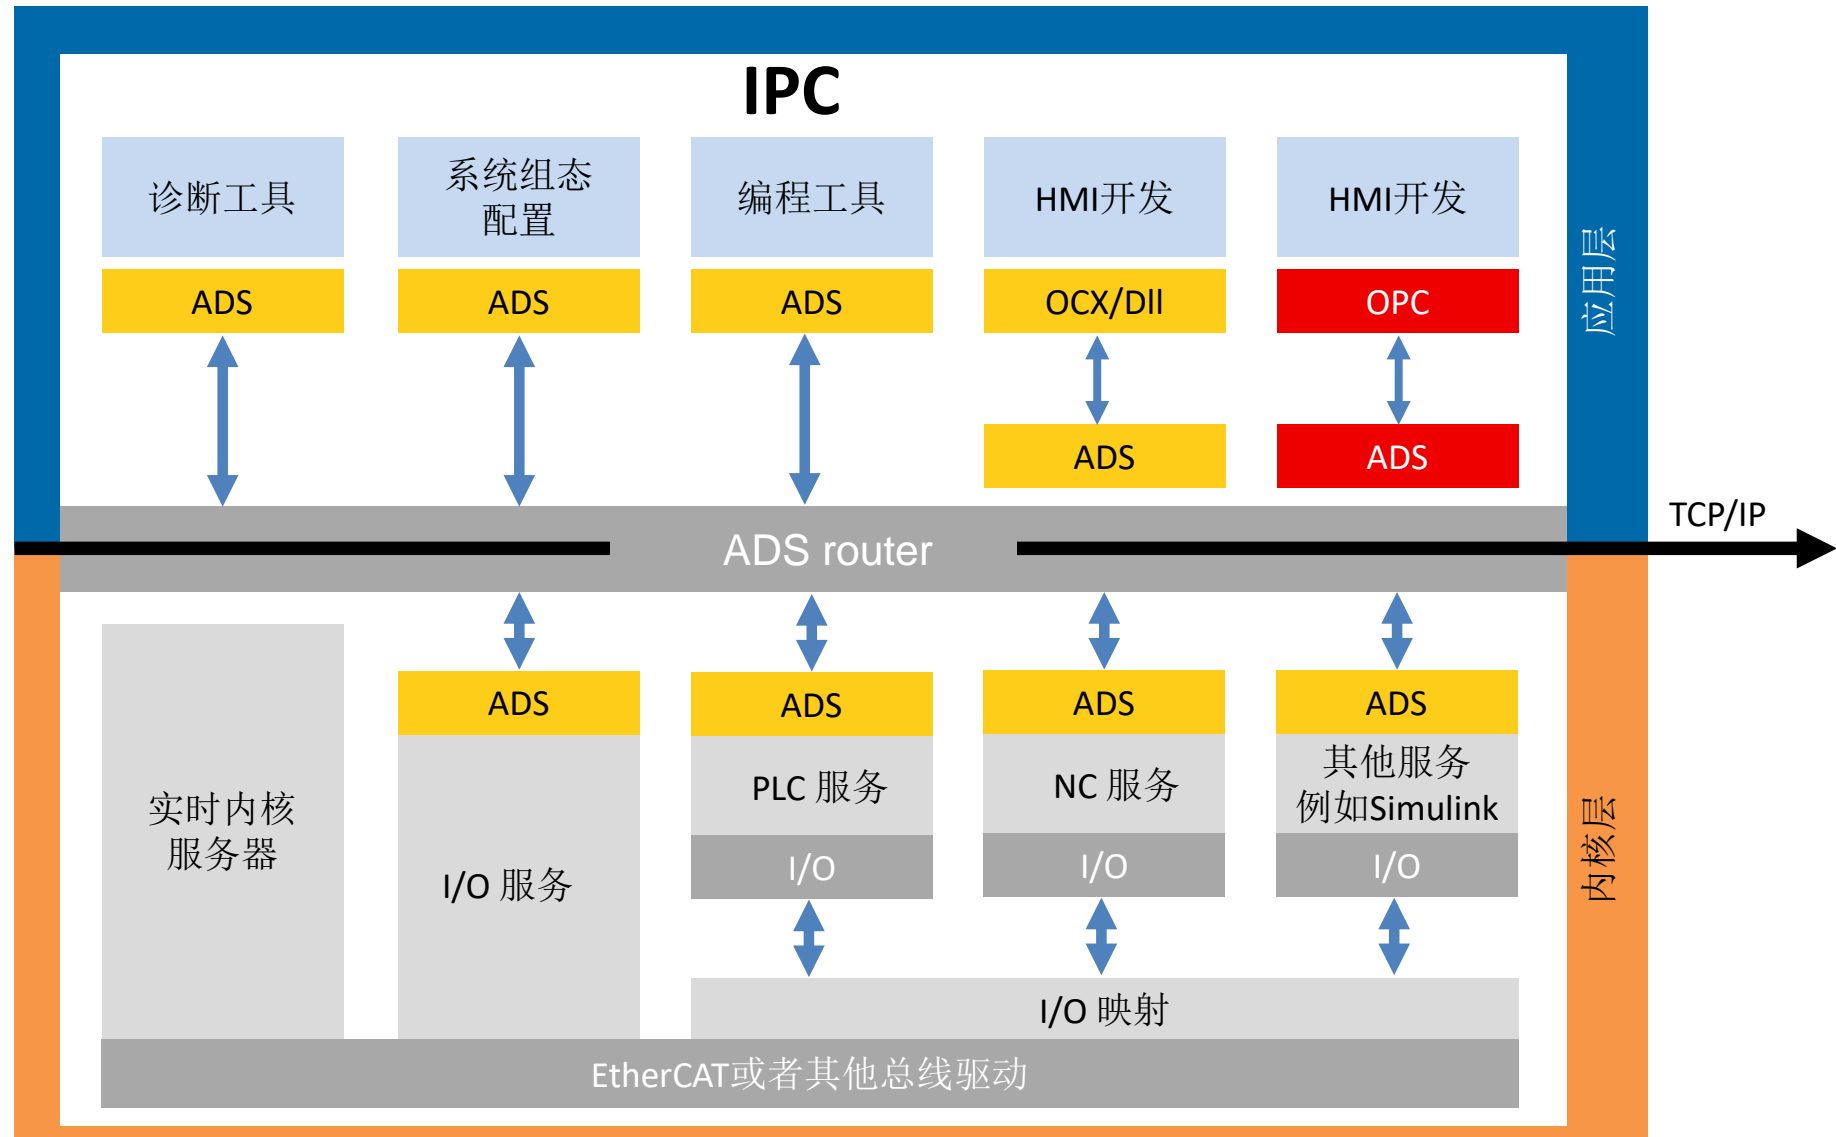 IPC
诊断工具
系统组态
配置
编程工具
HMI开发
HMI开发
ADS
ADS
ADS
OCX/Dll
OPC
ADS
ADS
应用层
TCP/IP
ADS router
ADS
ADS
ADS
ADS
实时内核
服务器
I/O 服务
PLC 服务
NC 服务
其他服务
例如Simulink
I/O
I/O
I/O
内核层
I/O 映射
EtherCAT或者其他总线驱动